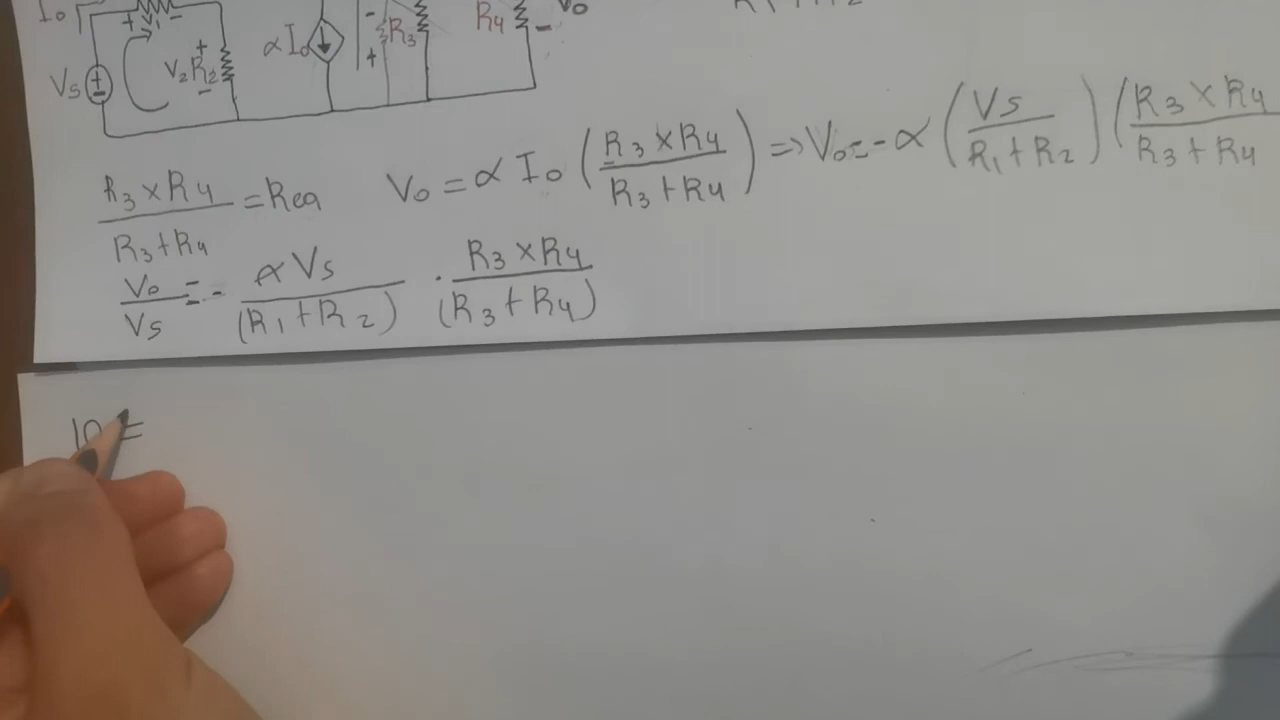 Io + V1 -
Vs + - V2 R2 + - αIo - + R3 R4 - Vo
R3 × R4 / R3 + R4 = Req   Vo = α Io (R3 × R4 / R3 + R4) => Vo = - α (Vs / R1 + R2) (R3 × R4 / R3 + R4
Vo / Vs = - α Vs / (R1 + R2) · R3 × R4 / (R3 + R4)
10 =